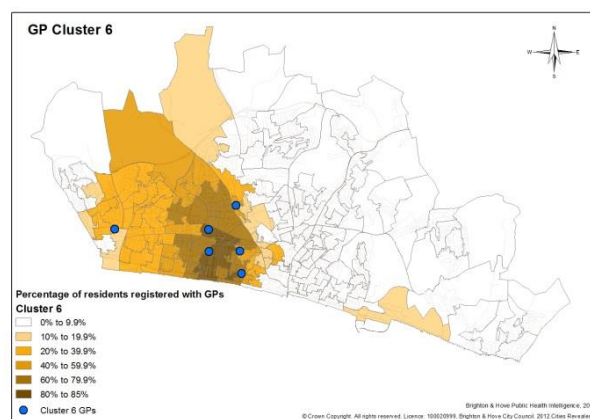 GP Cluster 6
N
W E
S
Percentage of residents registered with GPs
Cluster 6
0% to 9.9%
10% to 19.9%
20% to 39.9%
40% to 59.9%
60% to 79.9%
80% to 85%
Cluster 6 GPs
Brighton & Hove Public Health Intelligence, 20
© Crown Copyright. All rights reserved. Licence: 100020999, Brighton & Hove City Council. 2012 Cities Reveale